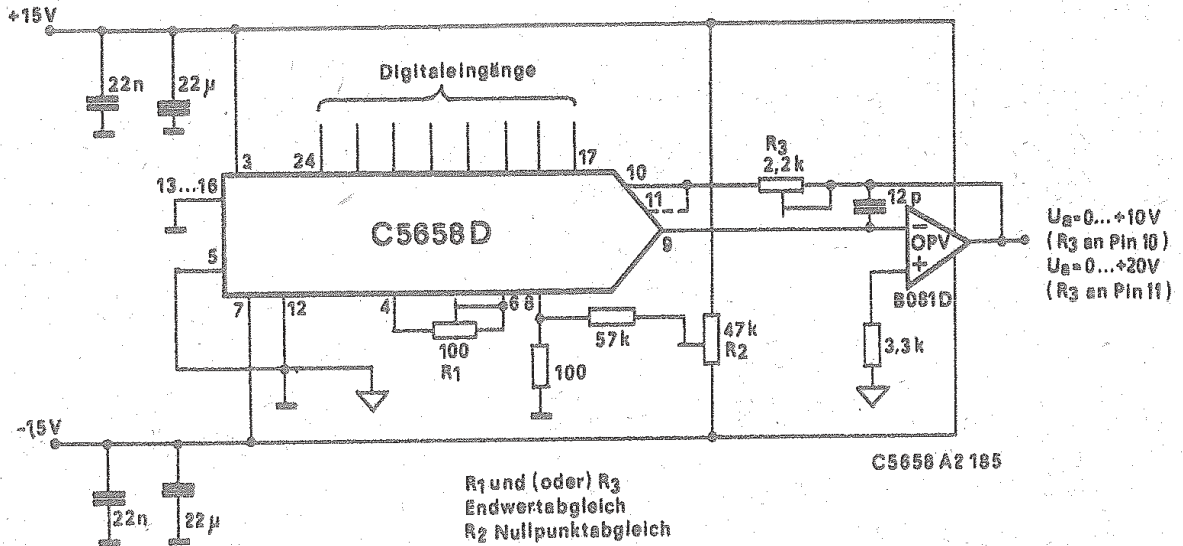 +15V
22n
22µ
Digitaleingänge
3
24
17
13...16
10
11
R3
2,2k
12p
C5658D
9
5
−
OPV
+
B081D
Ua=0...+10V
(R3 an Pin 10)
Ua=0...+20V
(R3 an Pin 11)
7
12
4
6
8
100
R1
57k
100
47k
R2
3,3k
-15V
22n
22µ
C5658 A2 185
R1 und (oder) R3
Endwertabgleich
R2 Nullpunktabgleich